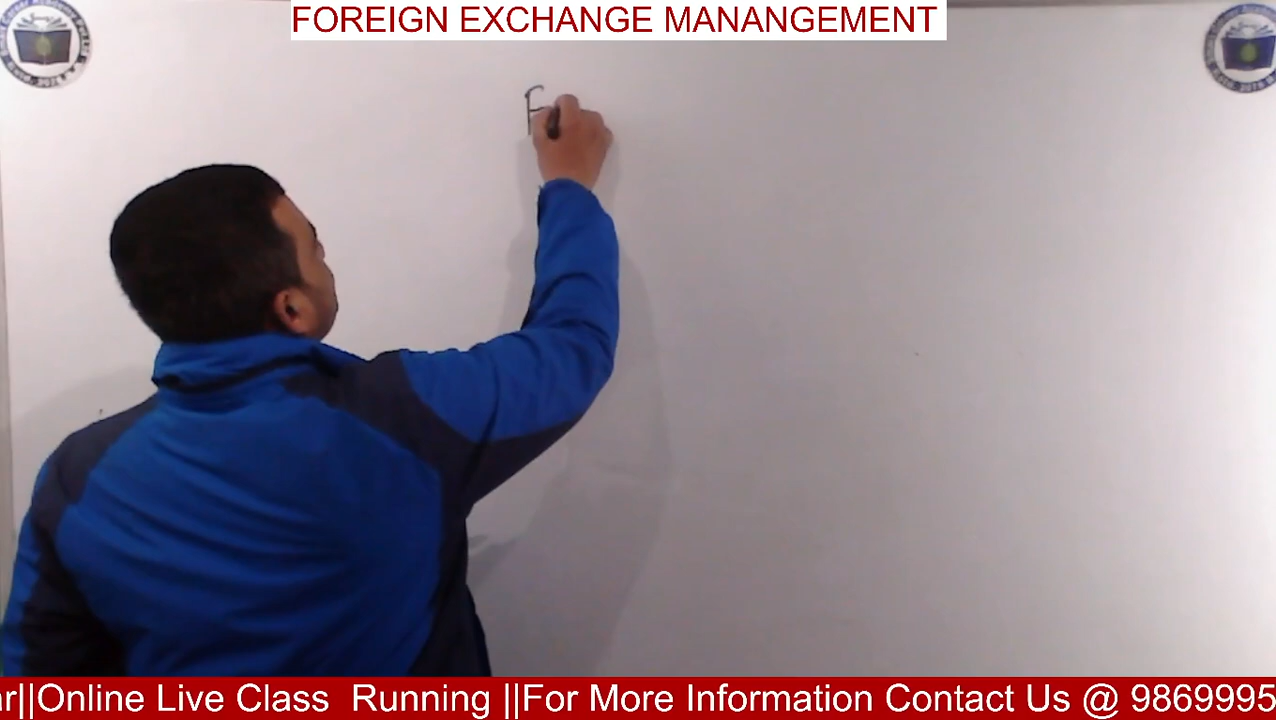 FOREIGN EXCHANGE MANANGEMENT
F
ar||Online Live Class Running ||For More Information Contact Us @ 9869995